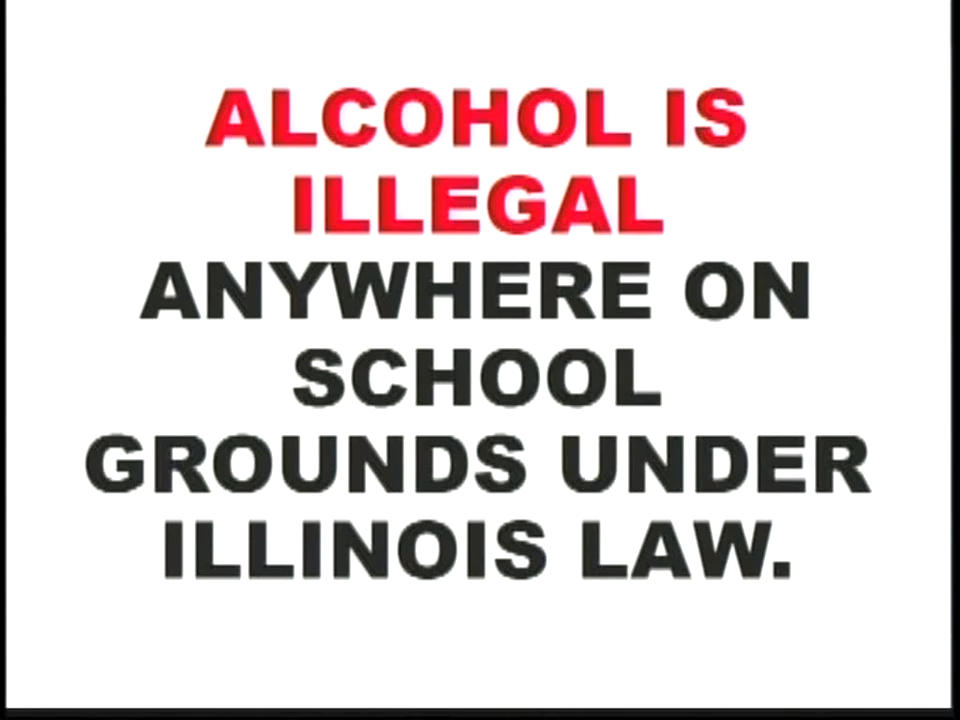 ALCOHOL IS
ILLEGAL
ANYWHERE ON
SCHOOL
GROUNDS UNDER
ILLINOIS LAW.